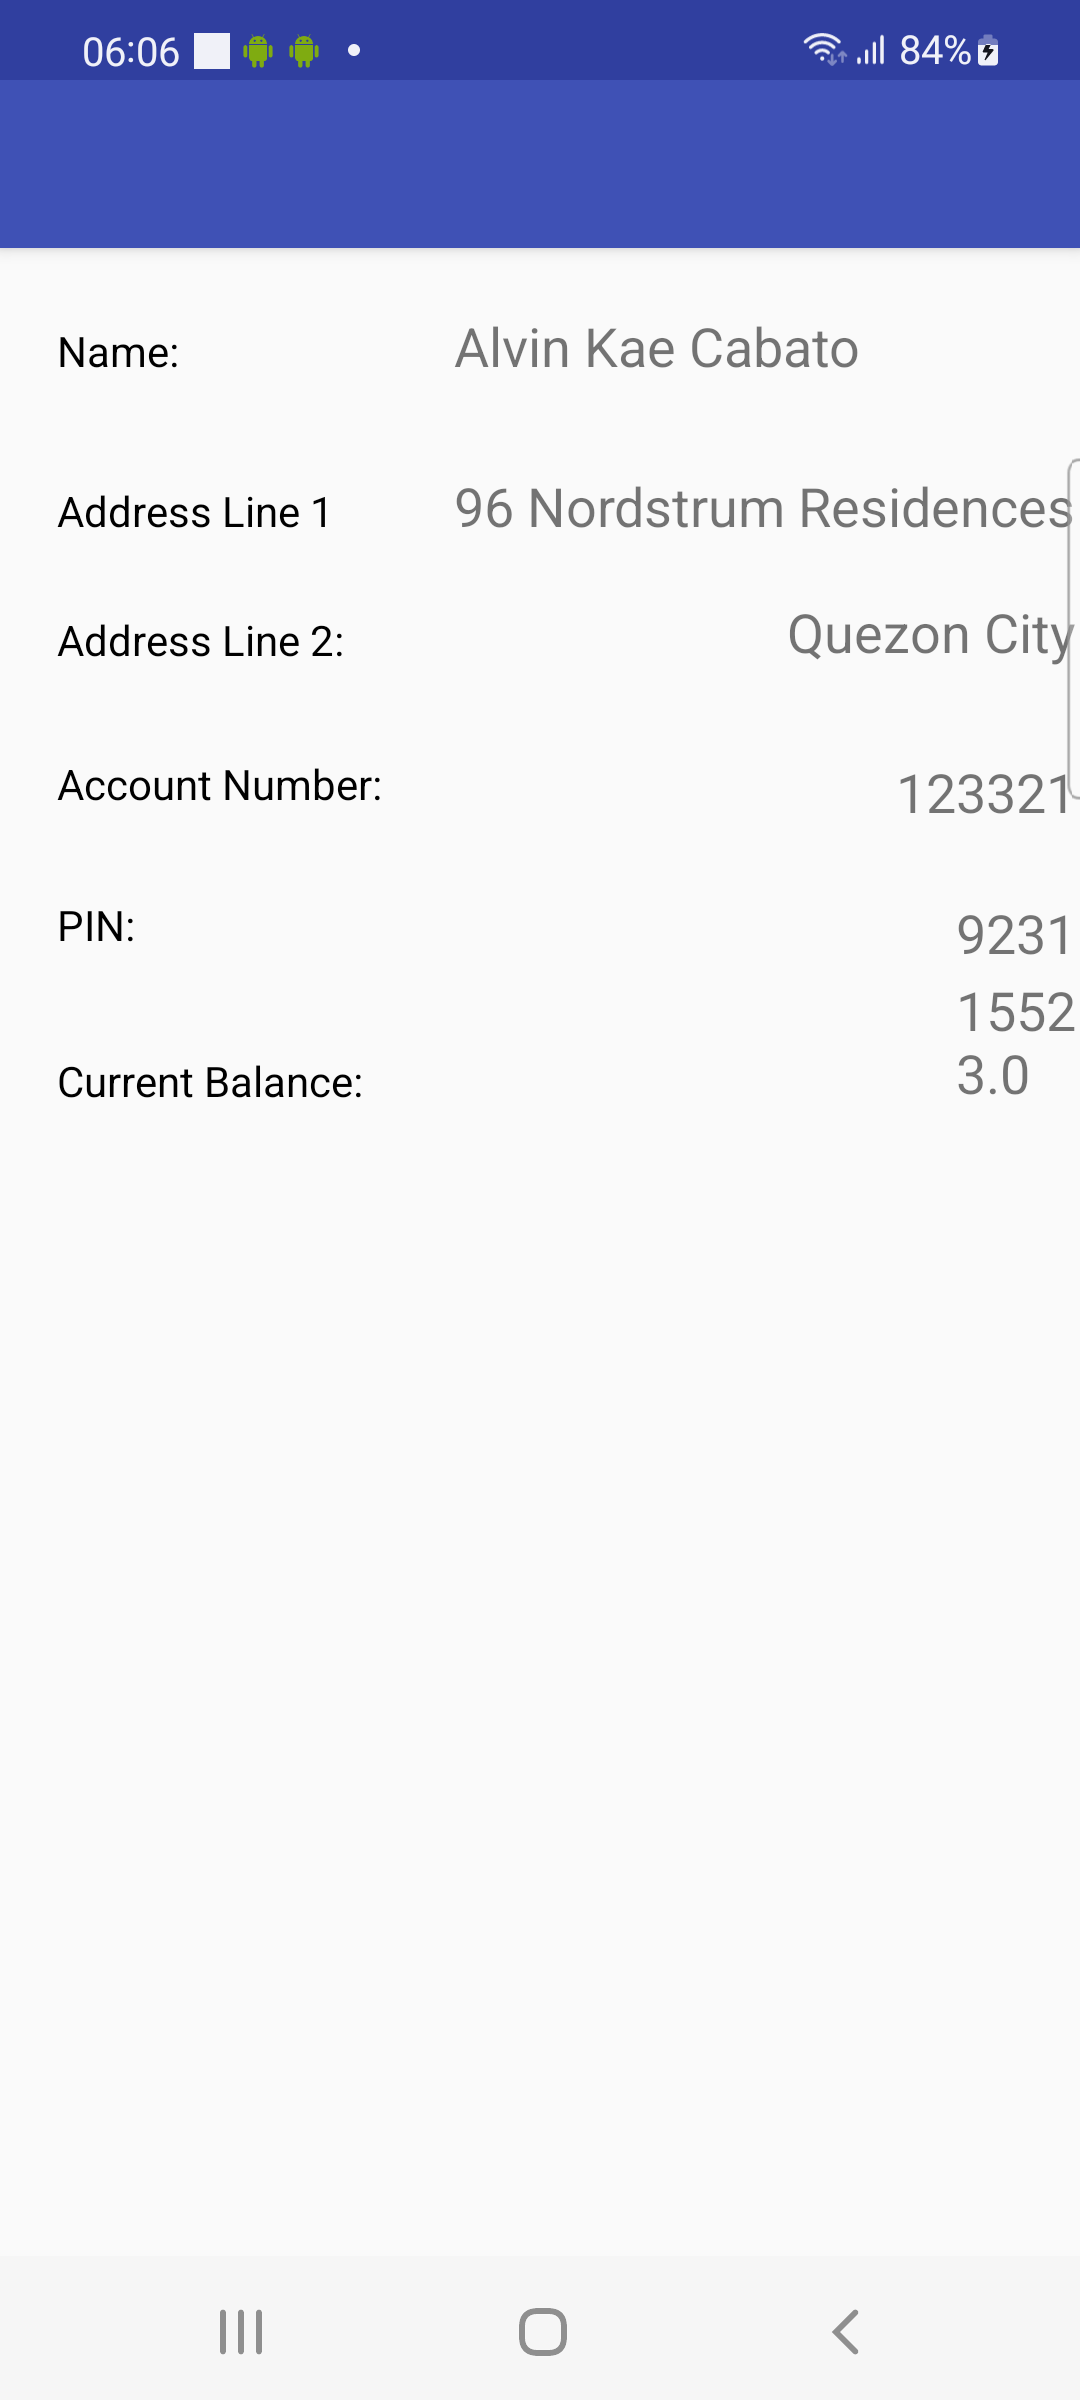 06:06 84%
Name: Alvin Kae Cabato
Address Line 1 96 Nordstrum Residences
Address Line 2: Quezon City
Account Number: 123321
PIN: 9231
1552
Current Balance: 3.0